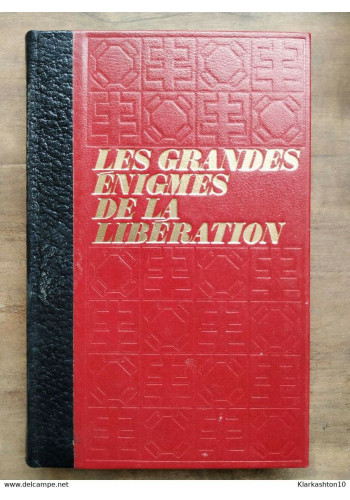 LES GRANDES
ÉNIGMES
DE LA
LIBÉRATION
www.delcampe.net
Klarkashton10